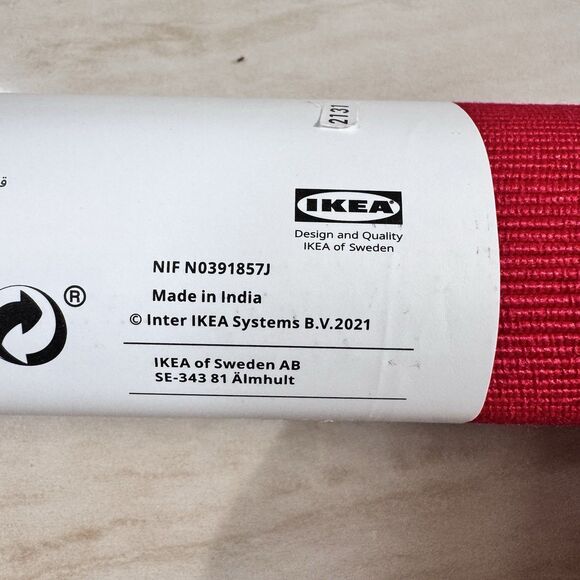 2131
IKEA
Design and Quality
IKEA of Sweden
NIF N0391857J
Made in India
®
© Inter IKEA Systems B.V.2021
IKEA of Sweden AB
SE-343 81 Älmhult